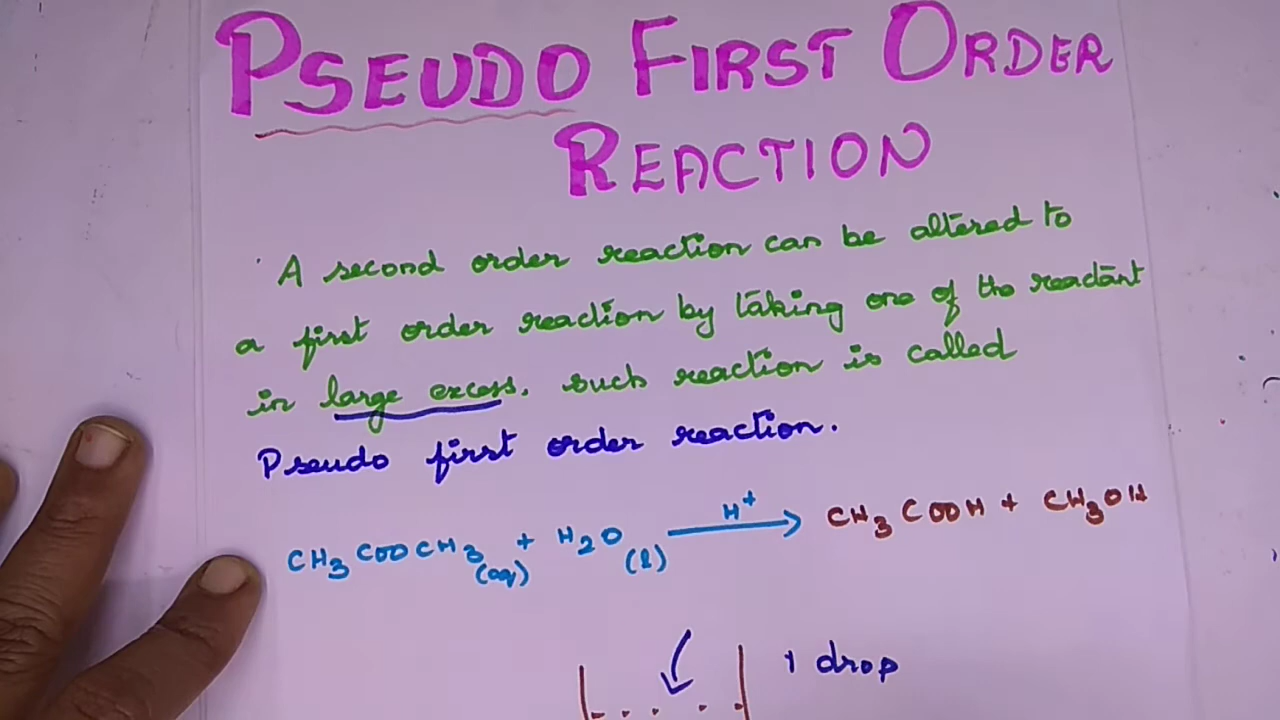 PSEUDO FIRST ORDER
REACTION
A second order reaction can be altered to
a first order reaction by taking one of the reactant
in large excess. such reaction is called
Pseudo first order reaction.
CH3COOCH3(aq) + H2O(l) H+ → CH3COOH + CH3OH
1 drop